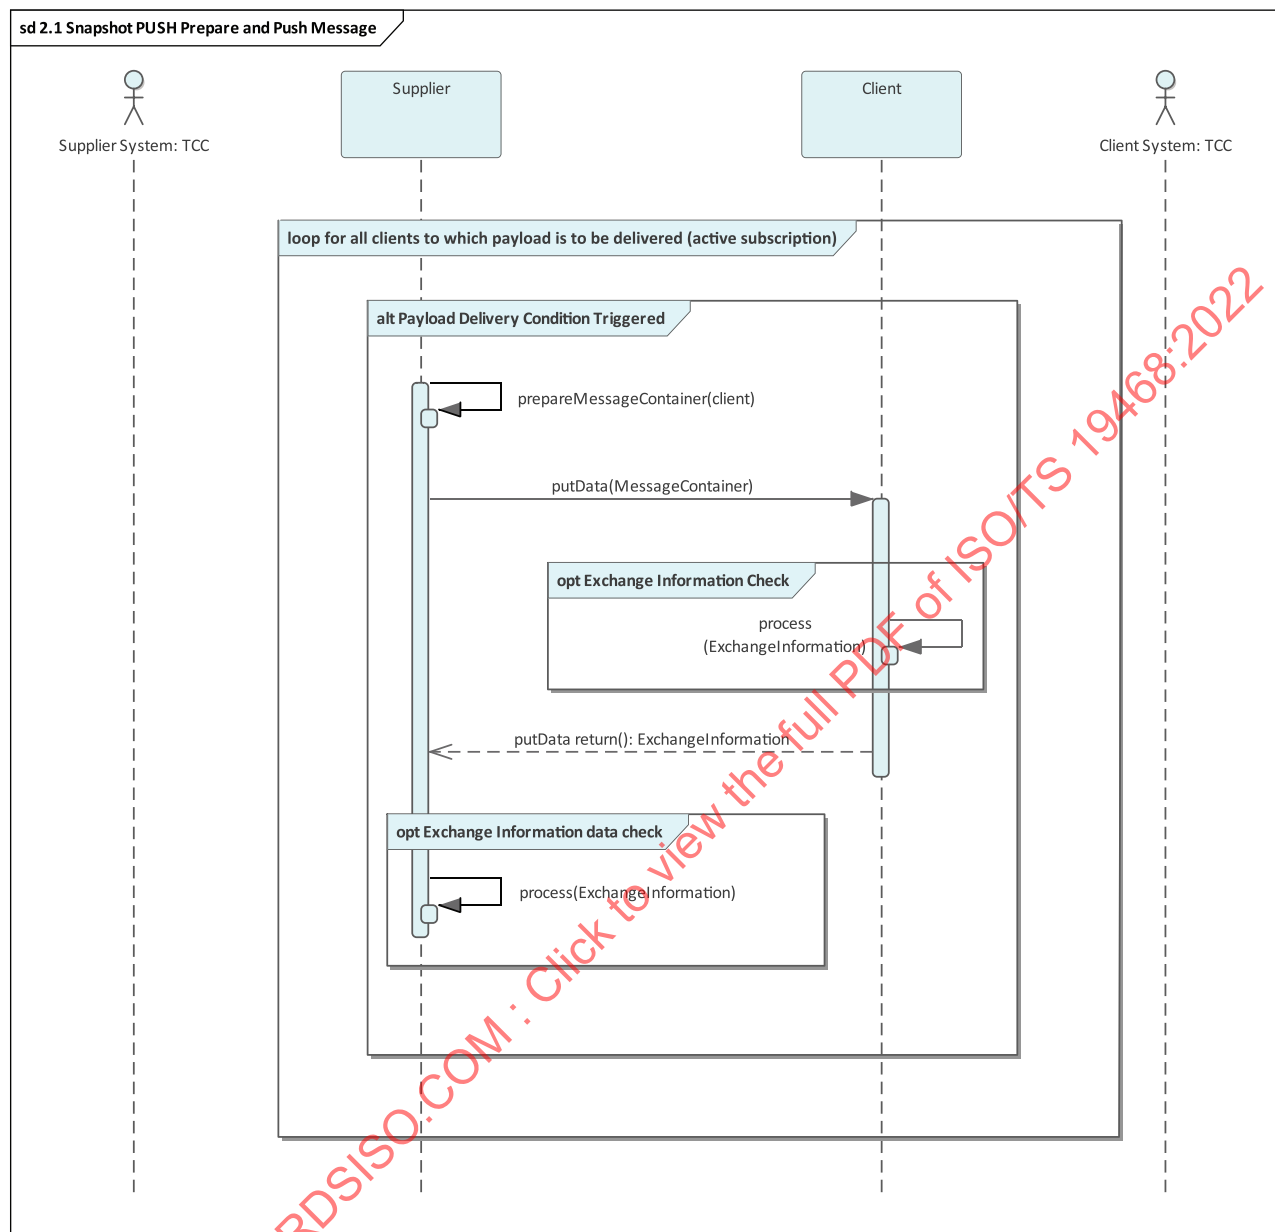 sd 2.1 Snapshot PUSH Prepare and Push Message
Supplier System: TCC
Supplier
Client
Client System: TCC
loop for all clients to which payload is to be delivered (active subscription)
alt Payload Delivery Condition Triggered
prepareMessageContainer(client)
putData(MessageContainer)
opt Exchange Information Check
process
(ExchangeInformation)
putData return(): ExchangeInformation
opt Exchange Information data check
process(ExchangeInformation)
RDSISO.COM : Click to view the full PDF of ISO/TS 19468:2022